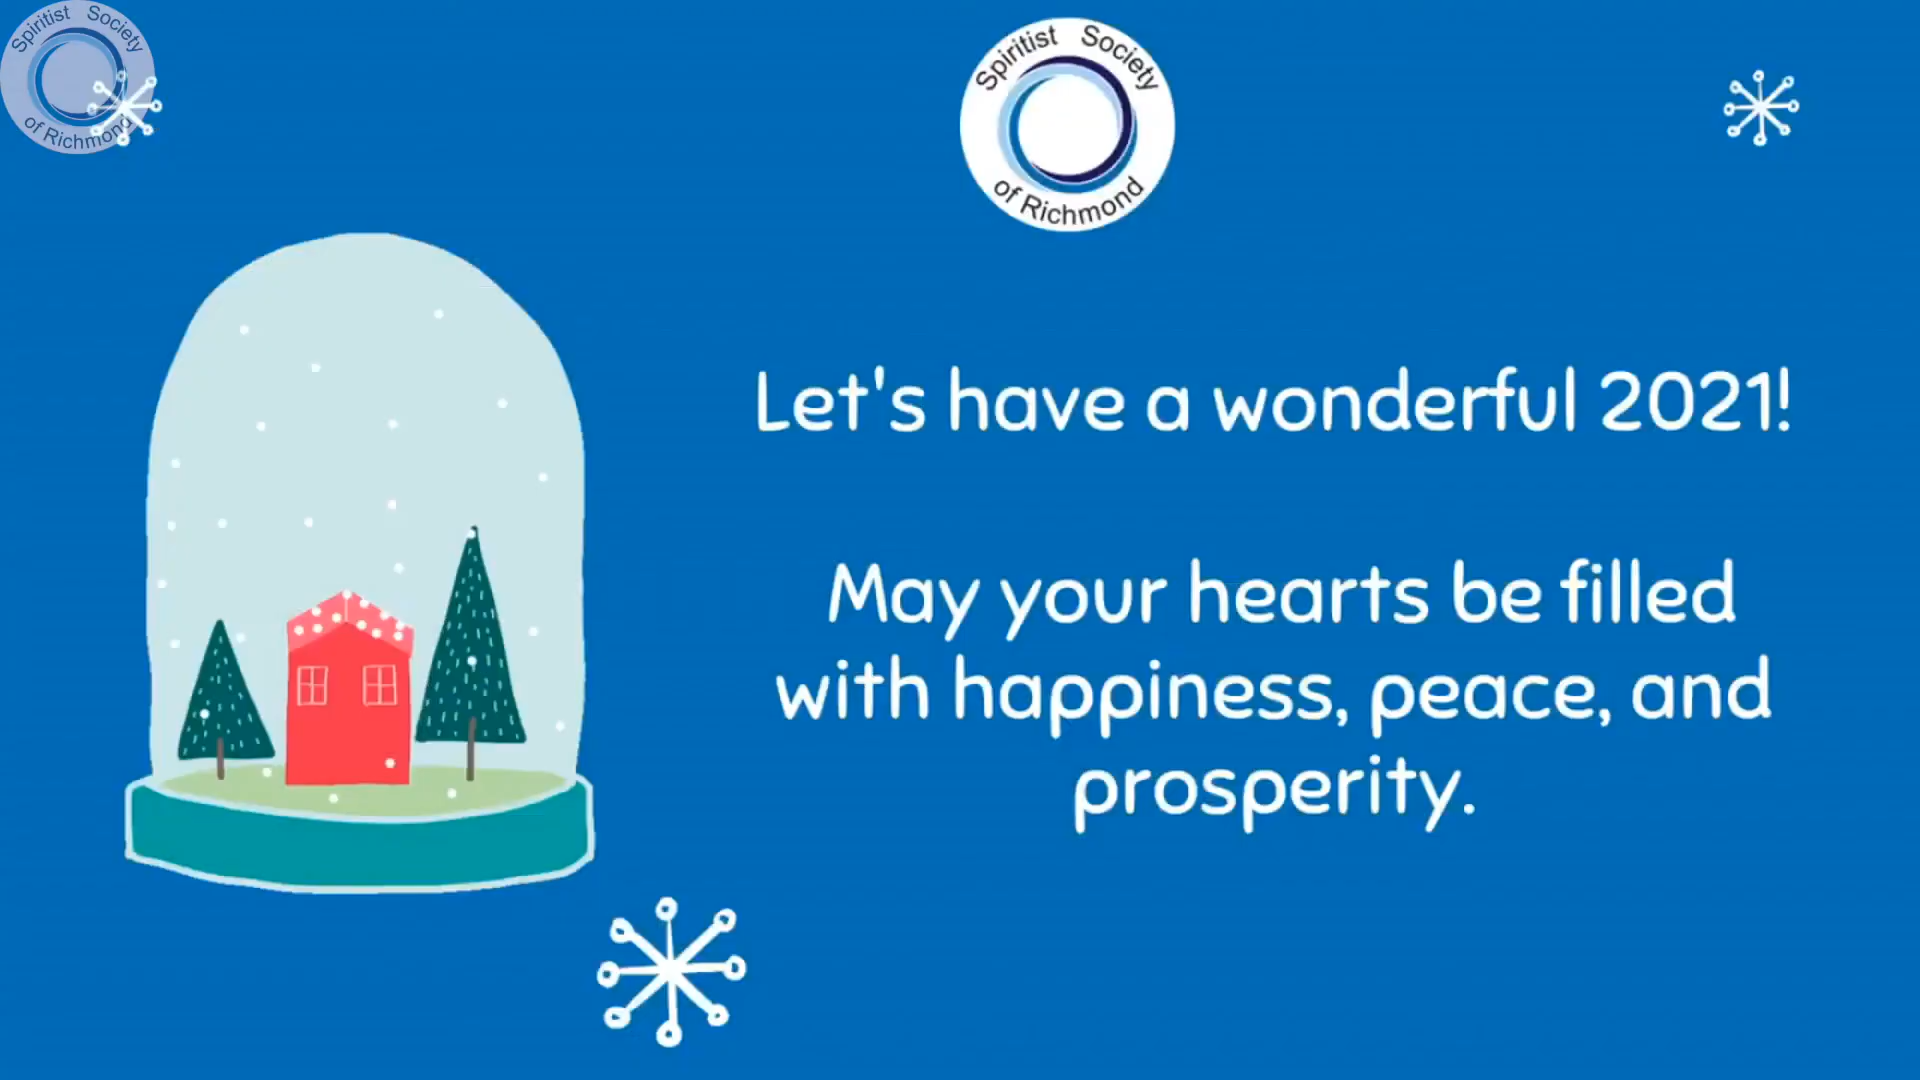 Spiritist Society
of Richmond
Spiritist Society
of Richmond
Let's have a wonderful 2021!
May your hearts be filled
with happiness, peace, and
prosperity.